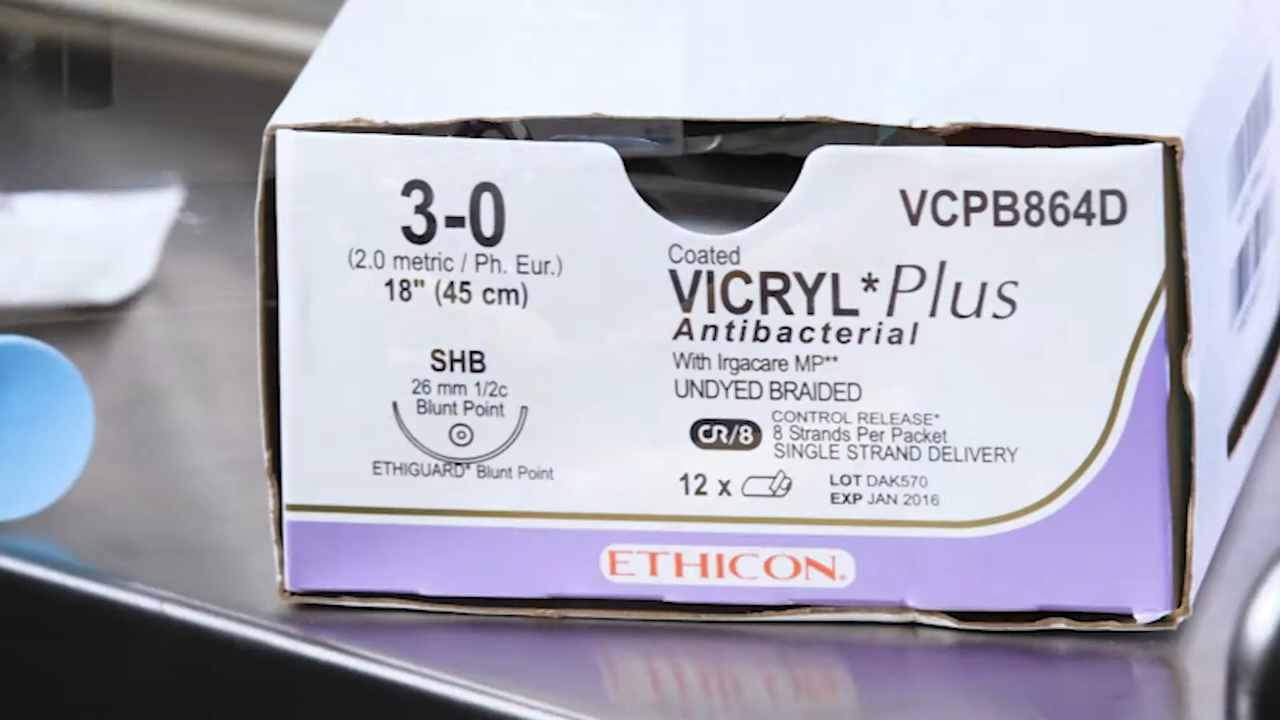 3-0
(2.0 metric / Ph. Eur.)
18" (45 cm)
SHB
26 mm 1/2c
Blunt Point
ETHIGUARD* Blunt Point
VCPB864D
Coated
VICRYL* Plus
Antibacterial
With Irgacare MP**
UNDYED BRAIDED
CR/8
CONTROL RELEASE*
8 Strands Per Packet
SINGLE STRAND DELIVERY
12 x
LOT DAK570
EXP JAN 2016
ETHICON.